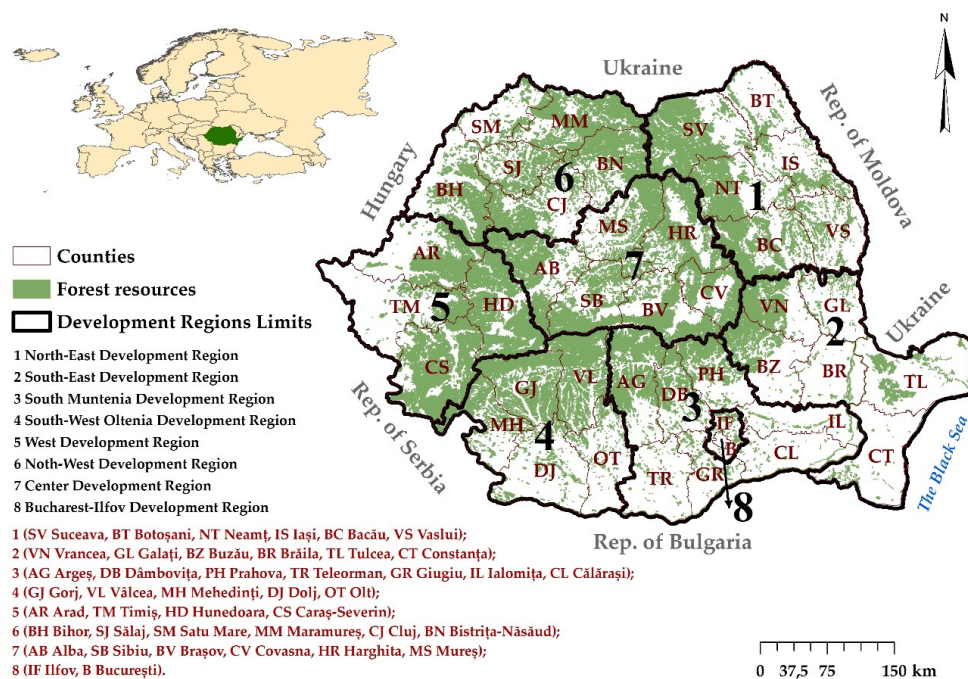 N
Ukraine
Rep. of Moldova
Hungary
BT
SM
MM
SV
SJ
BN
IS
6
BH
NT
1
CJ
MS
HR
BC
VS
AR
AB
7
CV
TM
5
HD
SB
BV
VN
GL
Ukraine
2
CS
GJ
VL
AG
DB
PH
3
BZ
BR
TL
MH
4
IF
B
IL
DJ
OT
TR
GR
CL
CT
8
Rep. of Serbia
Rep. of Bulgaria
The Black Sea
Counties
Forest resources
Development Regions Limits
1 North-East Development Region
2 South-East Development Region
3 South Muntenia Development Region
4 South-West Oltenia Development Region
5 West Development Region
6 Noth-West Development Region
7 Center Development Region
8 Bucharest-Ilfov Development Region
1 (SV Suceava, BT Botoșani, NT Neamț, IS Iași, BC Bacău, VS Vaslui);
2 (VN Vrancea, GL Galați, BZ Buzău, BR Brăila, TL Tulcea, CT Constanța);
3 (AG Argeș, DB Dâmbovița, PH Prahova, TR Teleorman, GR Giugiu, IL Ialomița, CL Călărași);
4 (GJ Gorj, VL Vâlcea, MH Mehedinți, DJ Dolj, OT Olt);
5 (AR Arad, TM Timiș, HD Hunedoara, CS Caraș-Severin);
6 (BH Bihor, SJ Sălaj, SM Satu Mare, MM Maramureș, CJ Cluj, BN Bistrița-Năsăud);
7 (AB Alba, SB Sibiu, BV Brașov, CV Covasna, HR Harghita, MS Mureș);
8 (IF Ilfov, B București).
0 37,5 75 150 km